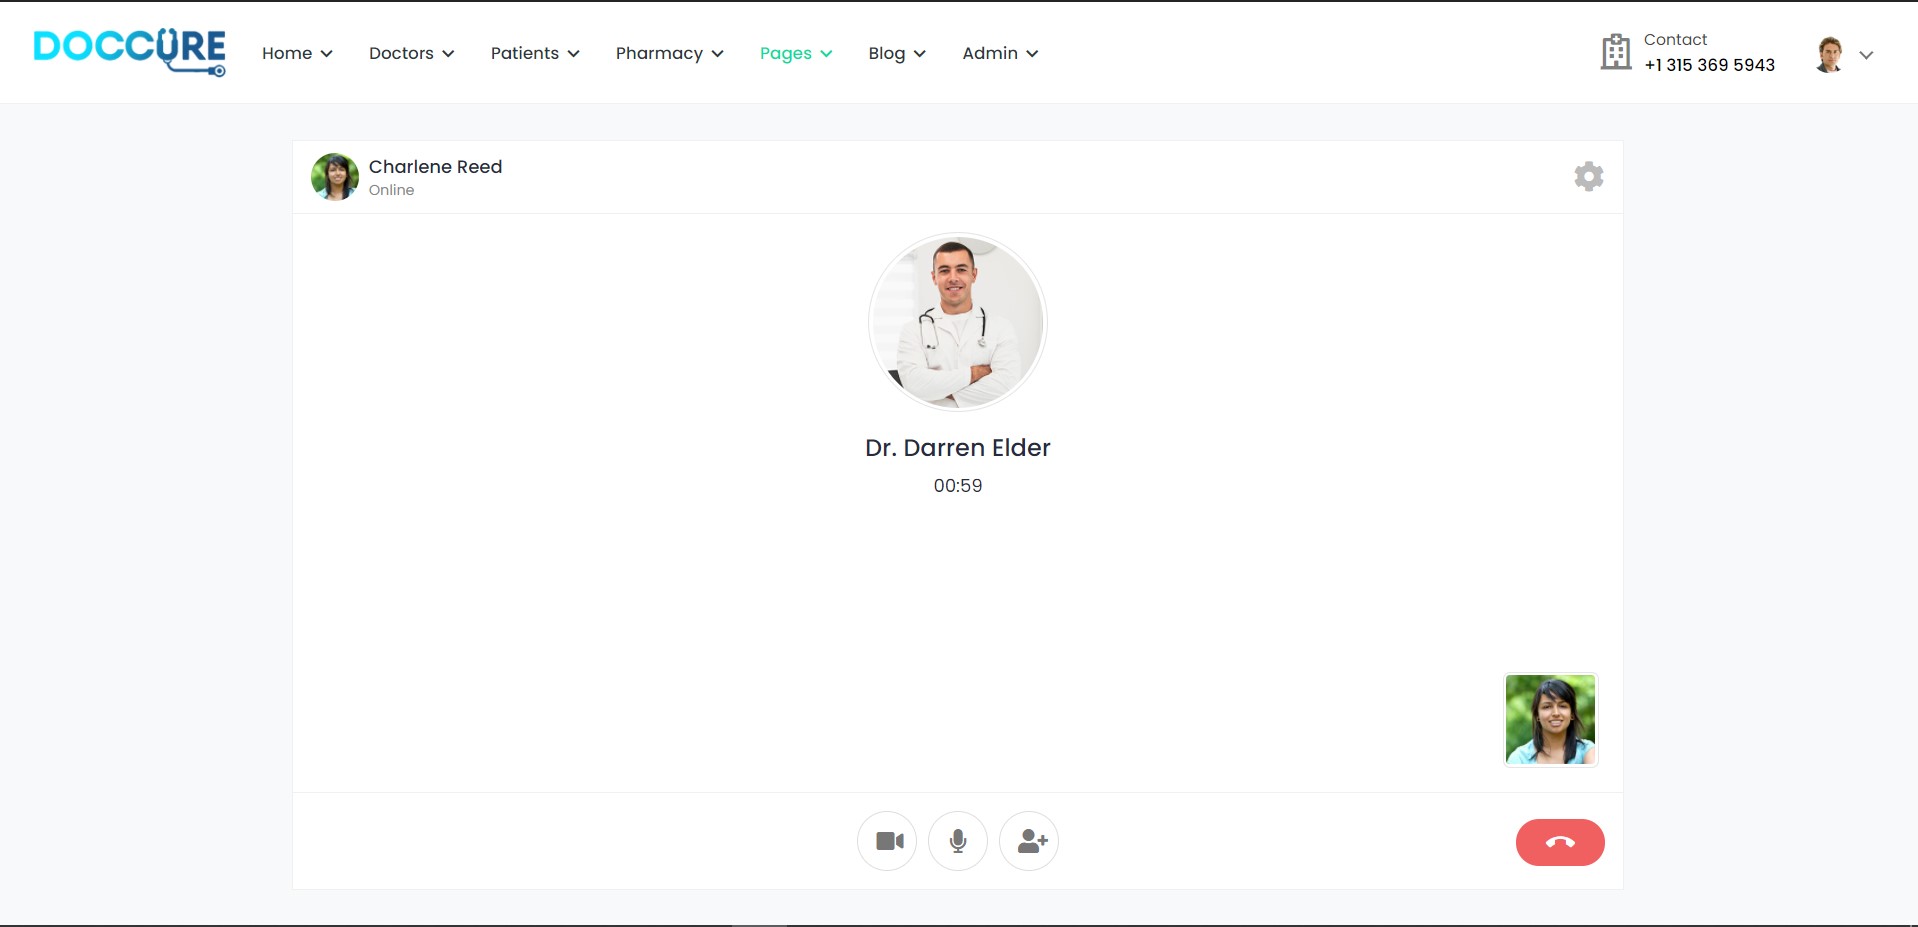 DOCCURE
Home Doctors Patients Pharmacy Pages Blog Admin
Contact
+1 315 369 5943
Charlene Reed
Online
Dr. Darren Elder
00:59